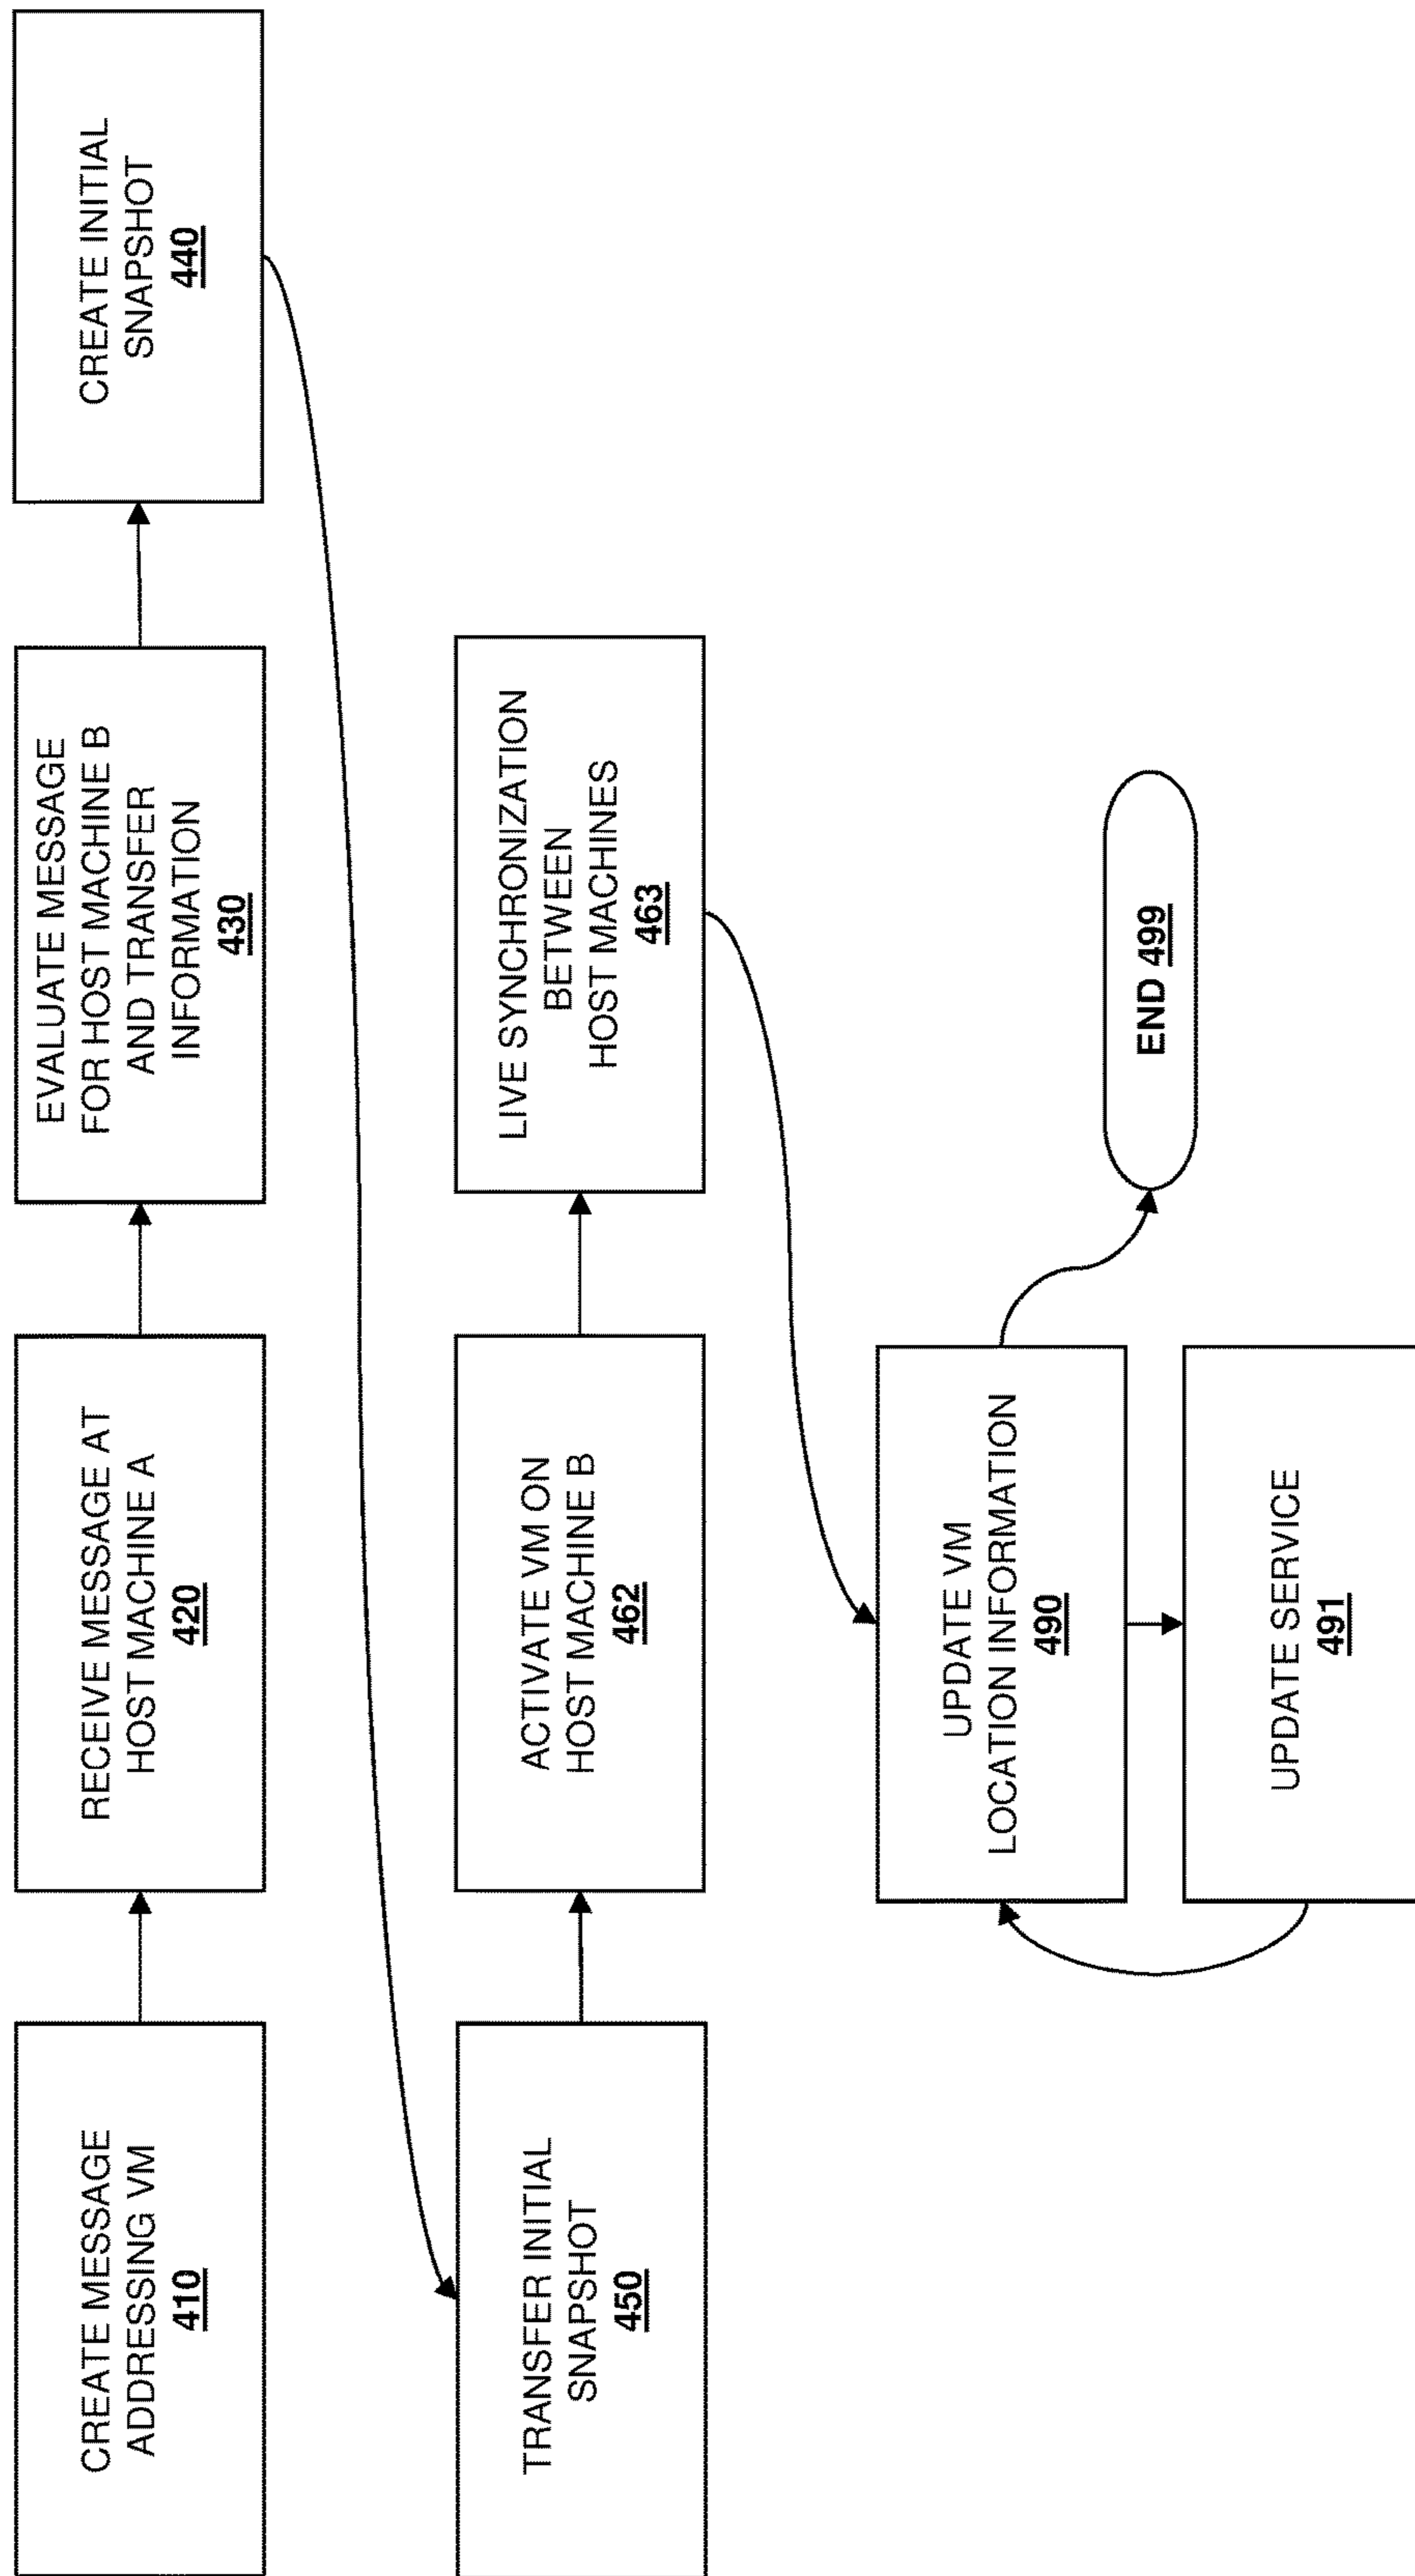 CREATE MESSAGE
ADDRESSING VM
410
RECEIVE MESSAGE AT
HOST MACHINE A
420
EVALUATE MESSAGE
FOR HOST MACHINE B
AND TRANSFER
INFORMATION
430
CREATE INITIAL
SNAPSHOT
440
TRANSFER INITIAL
SNAPSHOT
450
ACTIVATE VM ON
HOST MACHINE B
462
LIVE SYNCHRONIZATION
BETWEEN
HOST MACHINES
463
UPDATE VM
LOCATION INFORMATION
490
UPDATE SERVICE
491
END 499